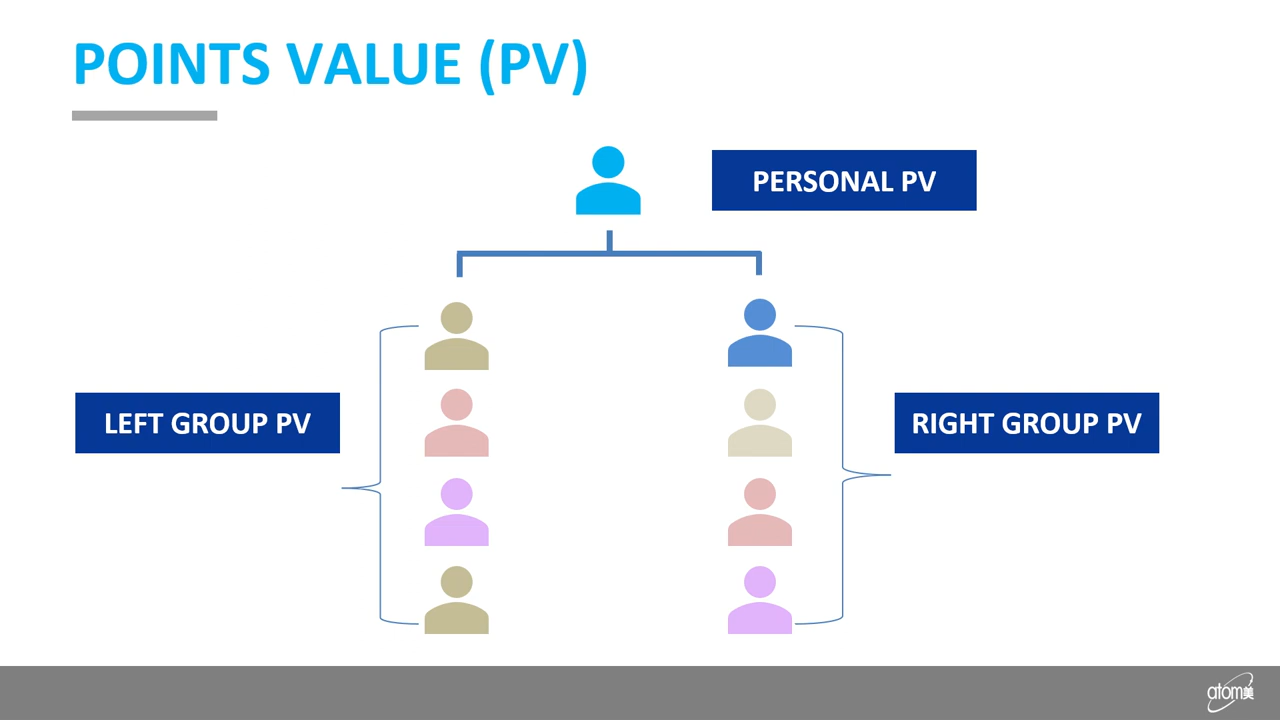 POINTS VALUE (PV)
PERSONAL PV
LEFT GROUP PV
RIGHT GROUP PV
atom美